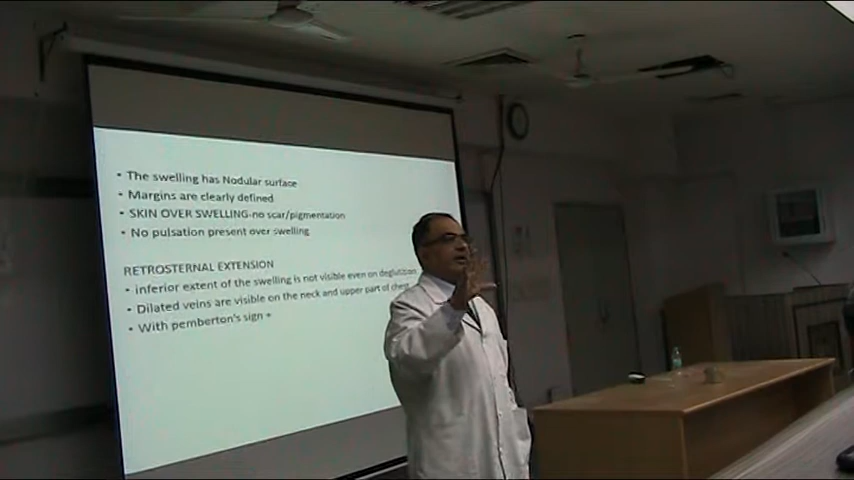 • The swelling has Nodular surface
• Margins are clearly defined
• SKIN OVER SWELLING-no scar/pigmentation
• No pulsation present over swelling
RETROSTERNAL EXTENSION
• inferior extent of the swelling is not visible even on deglutition
• Dilated veins are visible on the neck and upper part of chest
• With pemberton's sign +